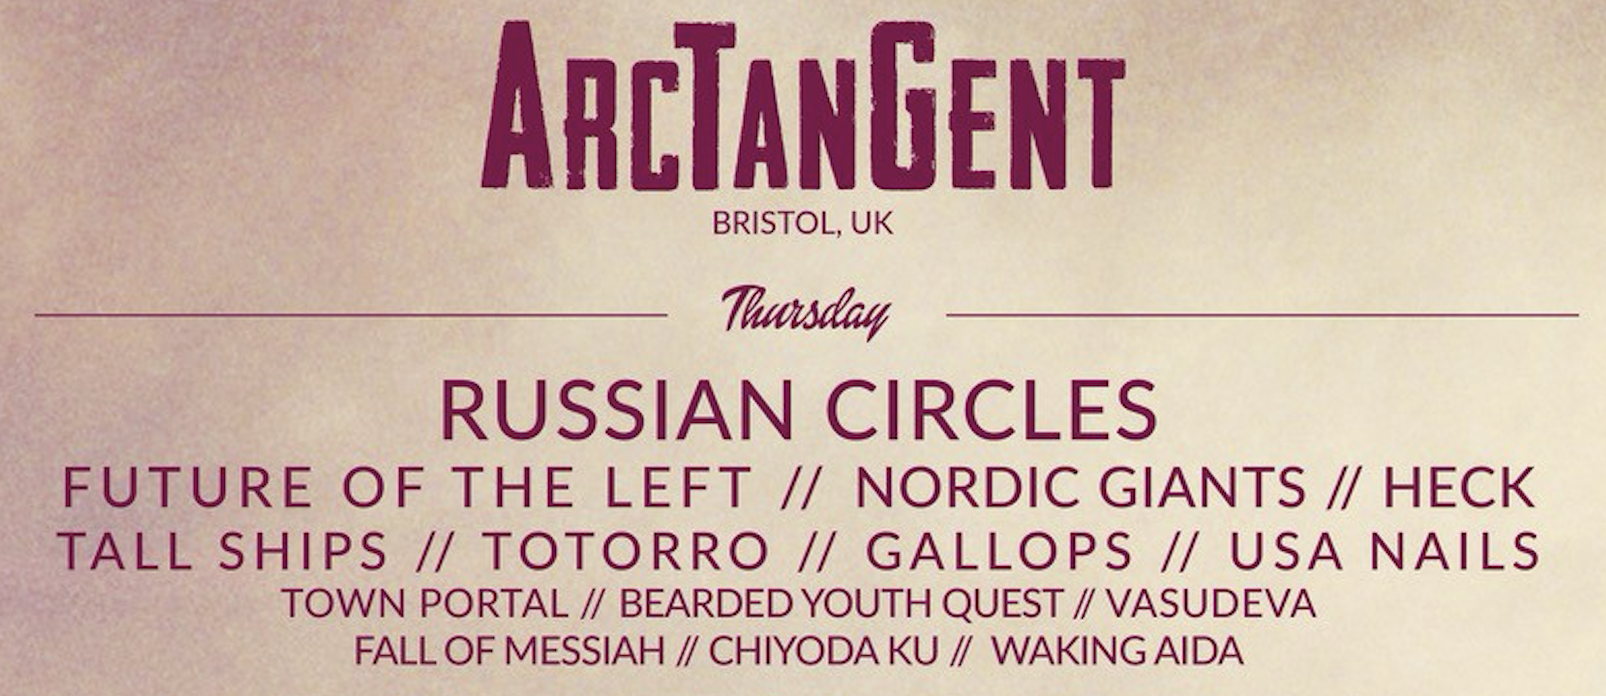 ARCTANGENT
BRISTOL, UK
Thursday
RUSSIAN CIRCLES
FUTURE OF THE LEFT // NORDIC GIANTS // HECK
TALL SHIPS // TOTORRO // GALLOPS // USA NAILS
TOWN PORTAL // BEARDED YOUTH QUEST // VASUDEVA
FALL OF MESSIAH // CHIYODA KU // WAKING AIDA